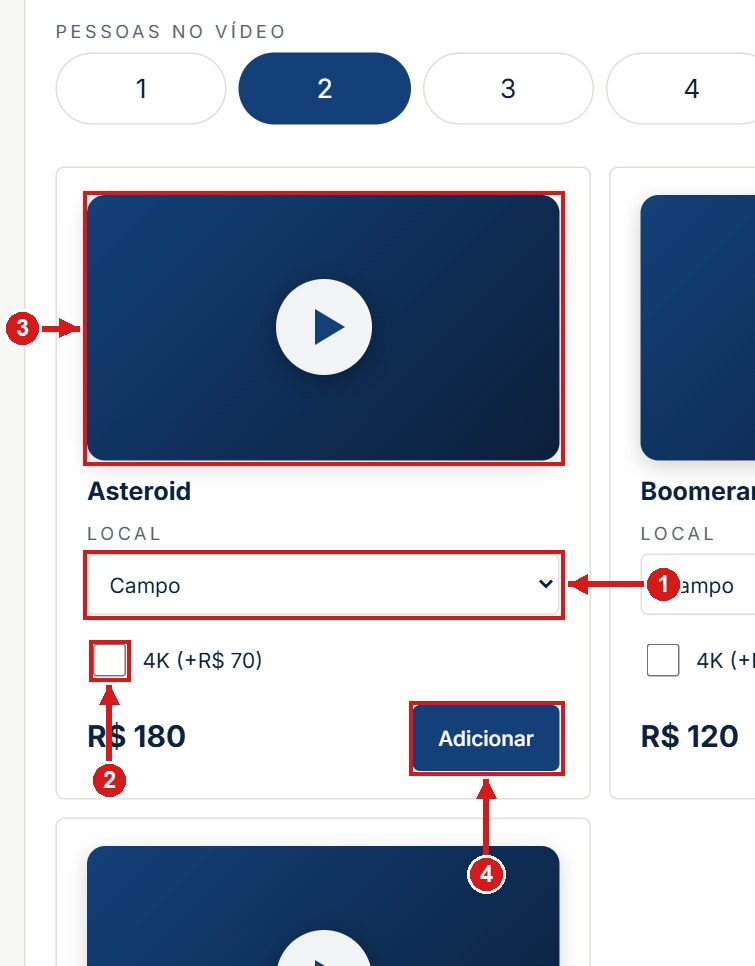 PESSOAS NO VÍDEO
1 2 3 4
3
Asteroid
LOCAL
Campo
1
4K (+R$ 70)
R$ 180
Adicionar
2
4
LOCAL
R$ 120